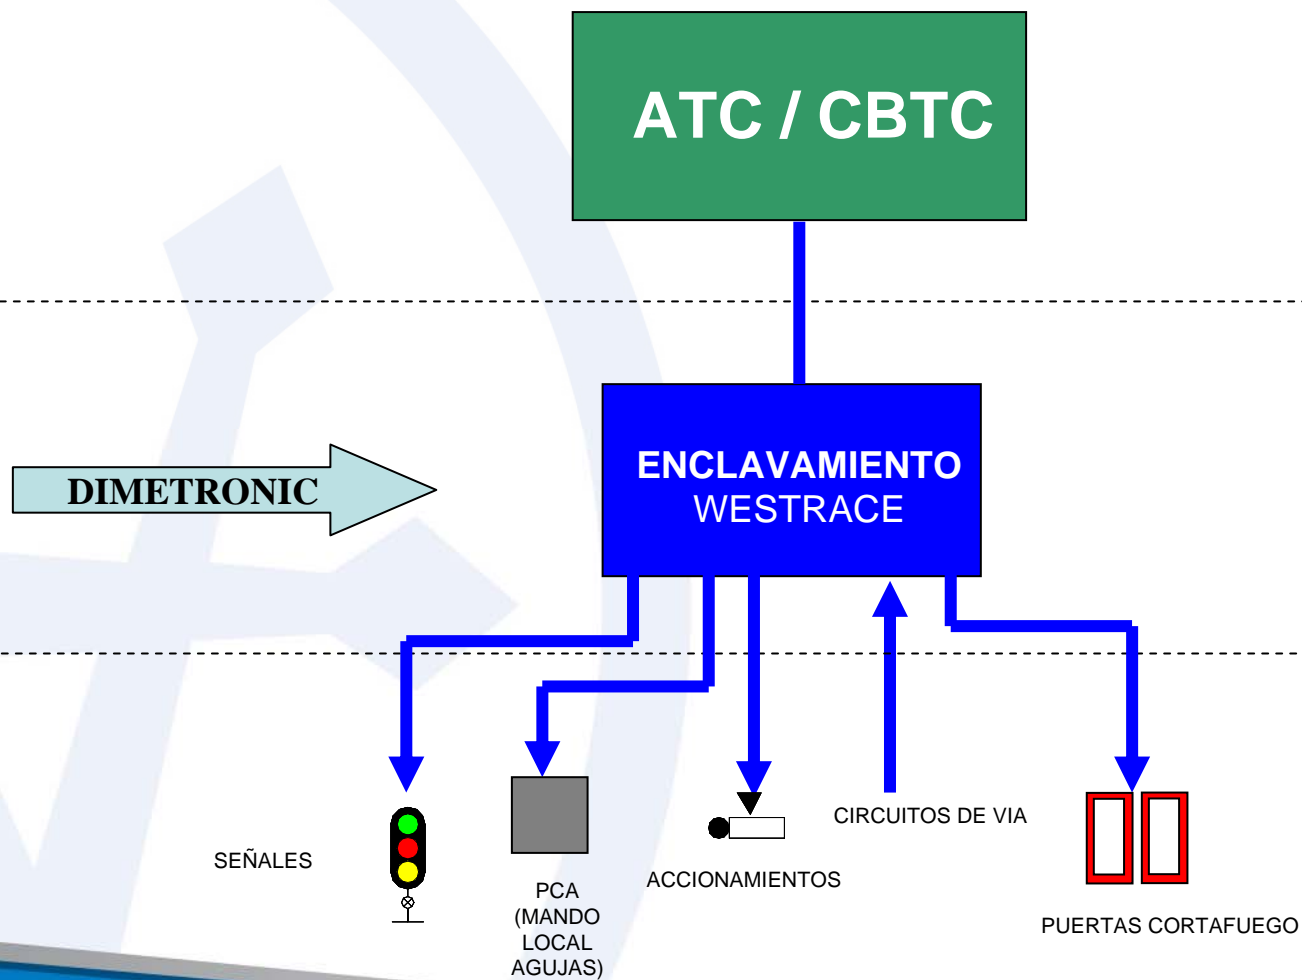 ATC / CBTC
DIMETRONIC
ENCLAVAMIENTO
WESTRACE
SEÑALES
PCA
(MANDO
LOCAL
AGUJAS)
ACCIONAMIENTOS
CIRCUITOS DE VIA
PUERTAS CORTAFUEGO